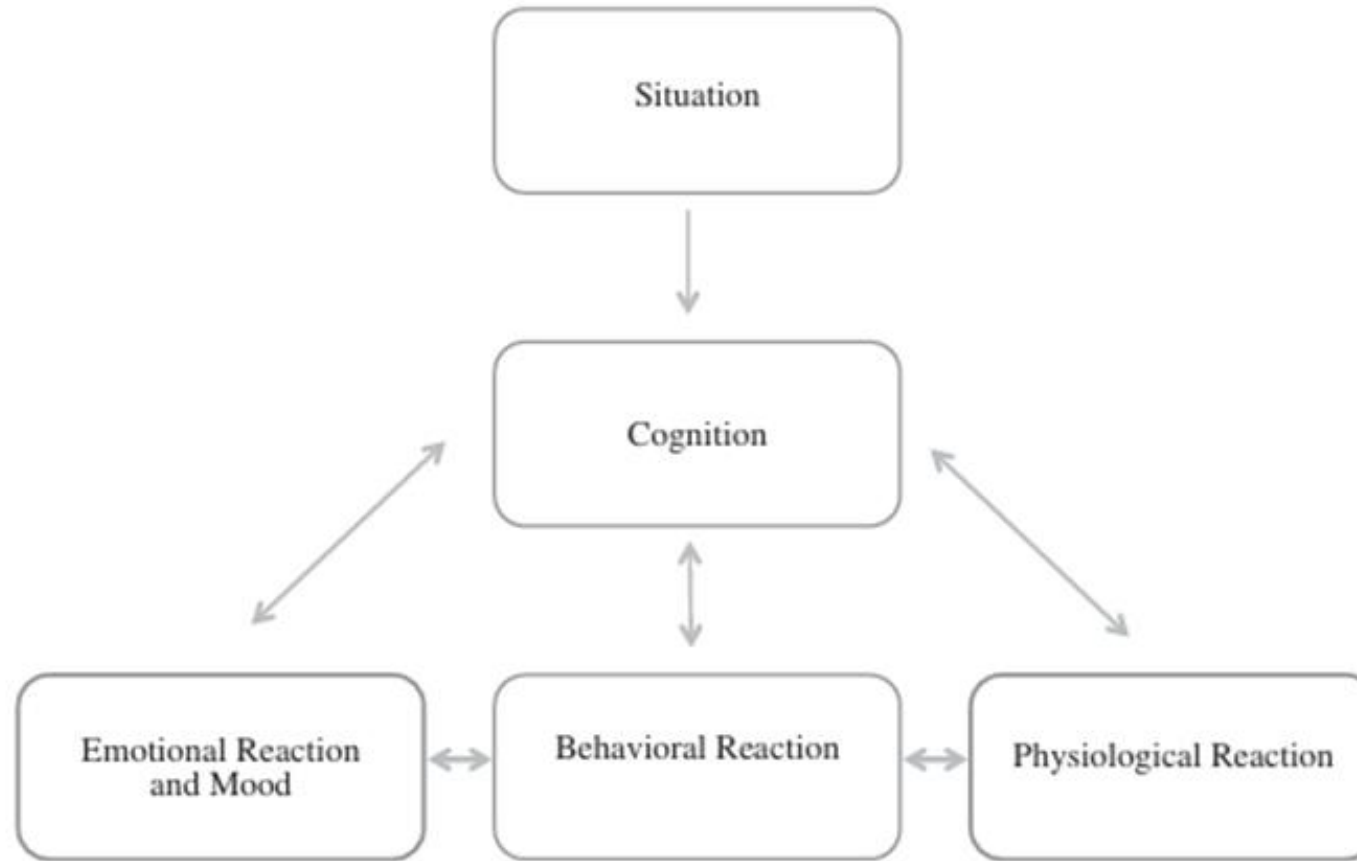 Situation
Cognition
Emotional Reaction
and Mood
Behavioral Reaction
Physiological Reaction